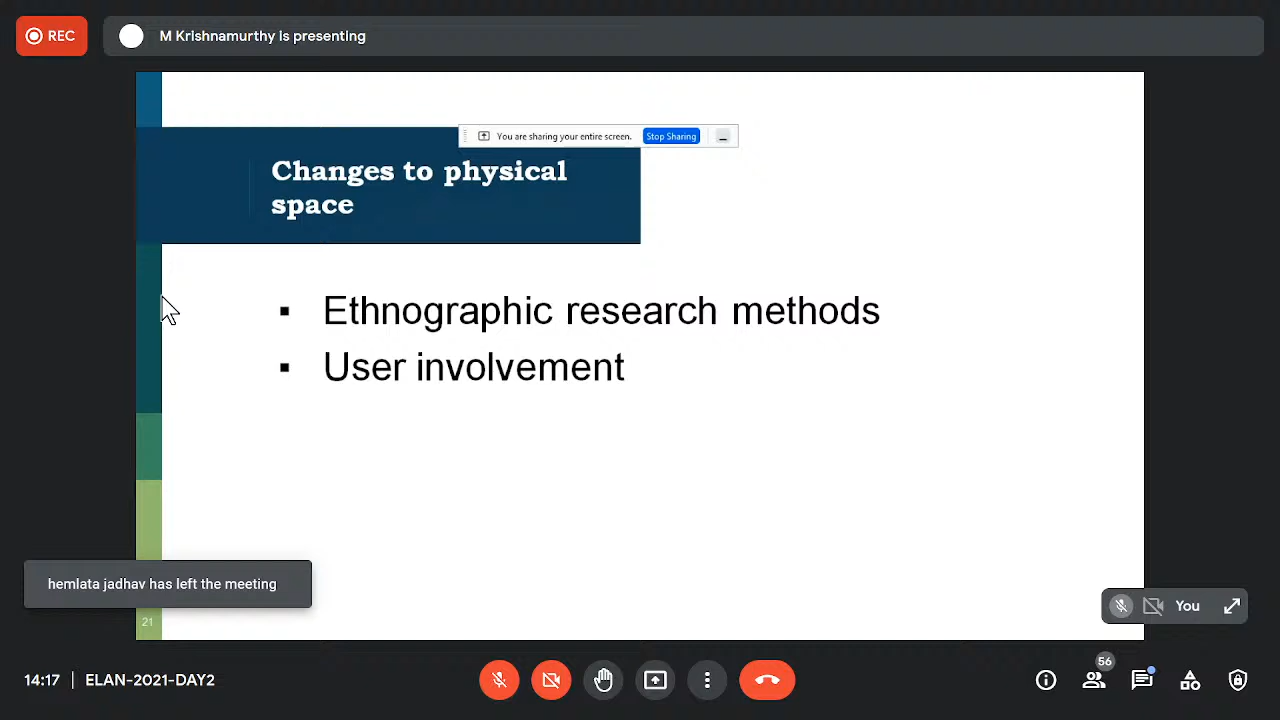 REC
M Krishnamurthy is presenting
You are sharing your entire screen.
Stop Sharing
Changes to physical
space
▪ Ethnographic research methods
▪ User involvement
hemlata jadhav has left the meeting
21
You
14:17 | ELAN-2021-DAY2
56